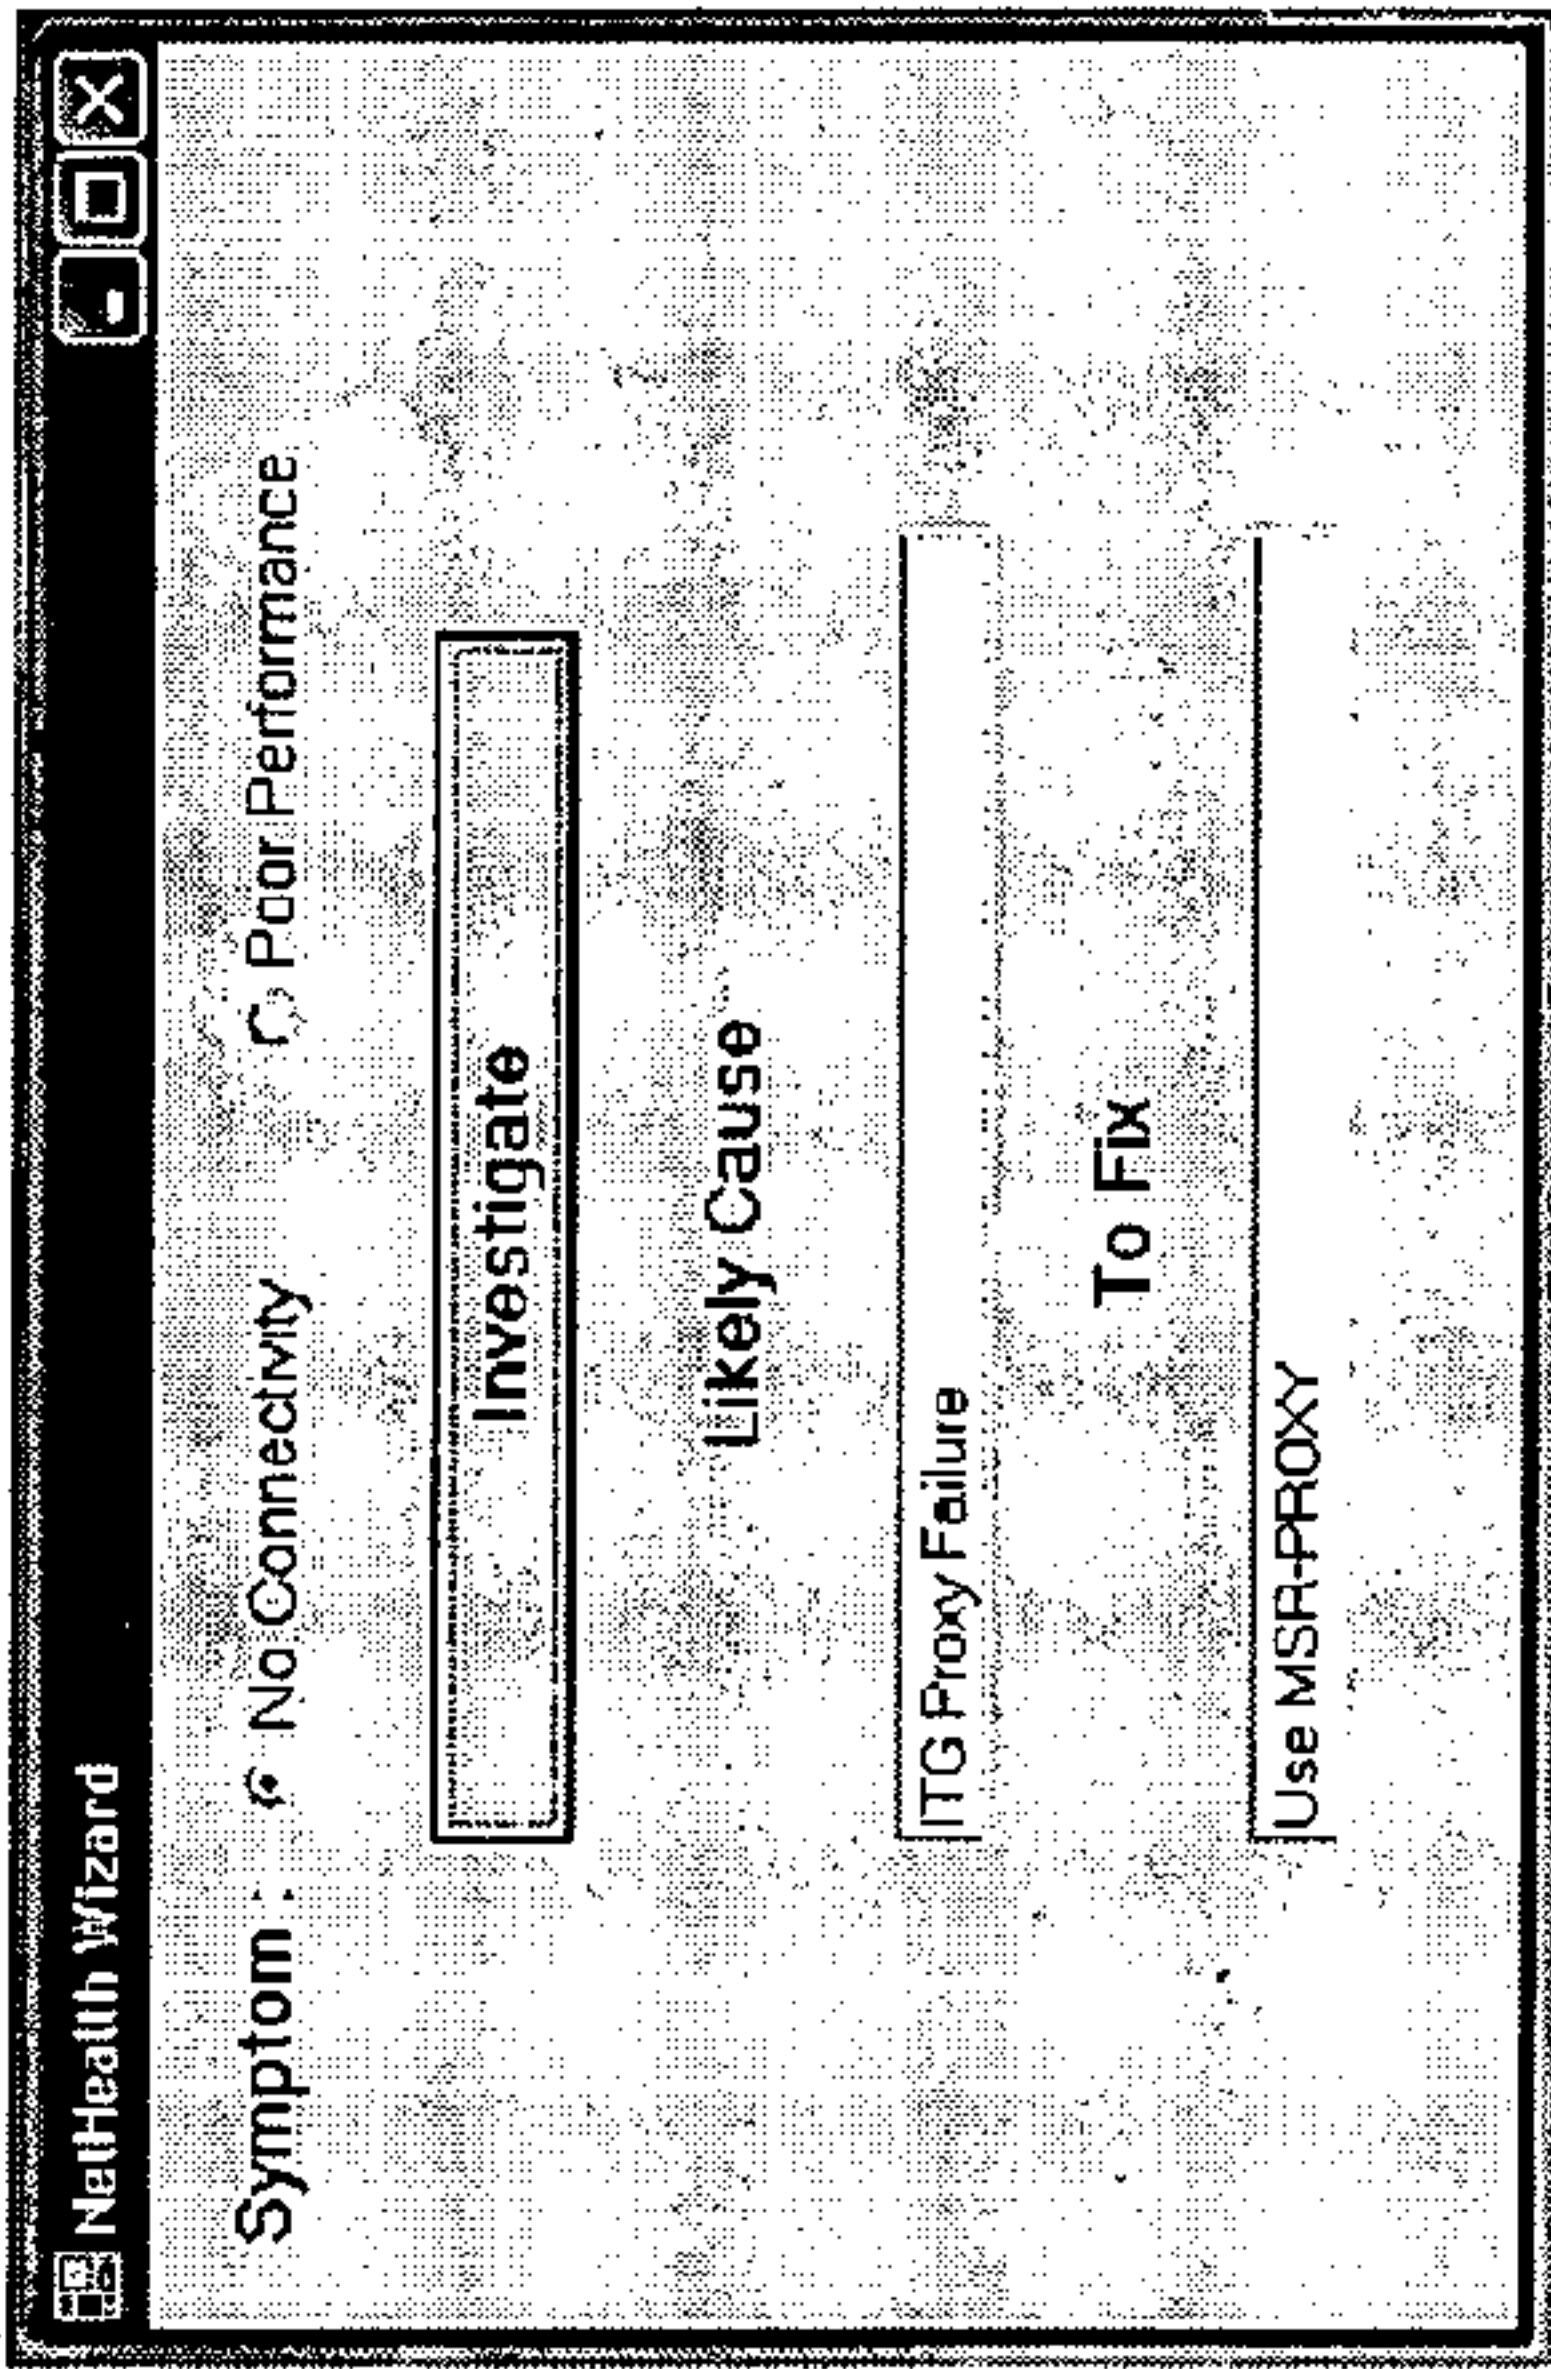 NetHealth Wizard
Symptom : No Connectivity Poor Performance
Investigate
Likely Cause
ITG Proxy Failure
To Fix
Use MSR-PROXY